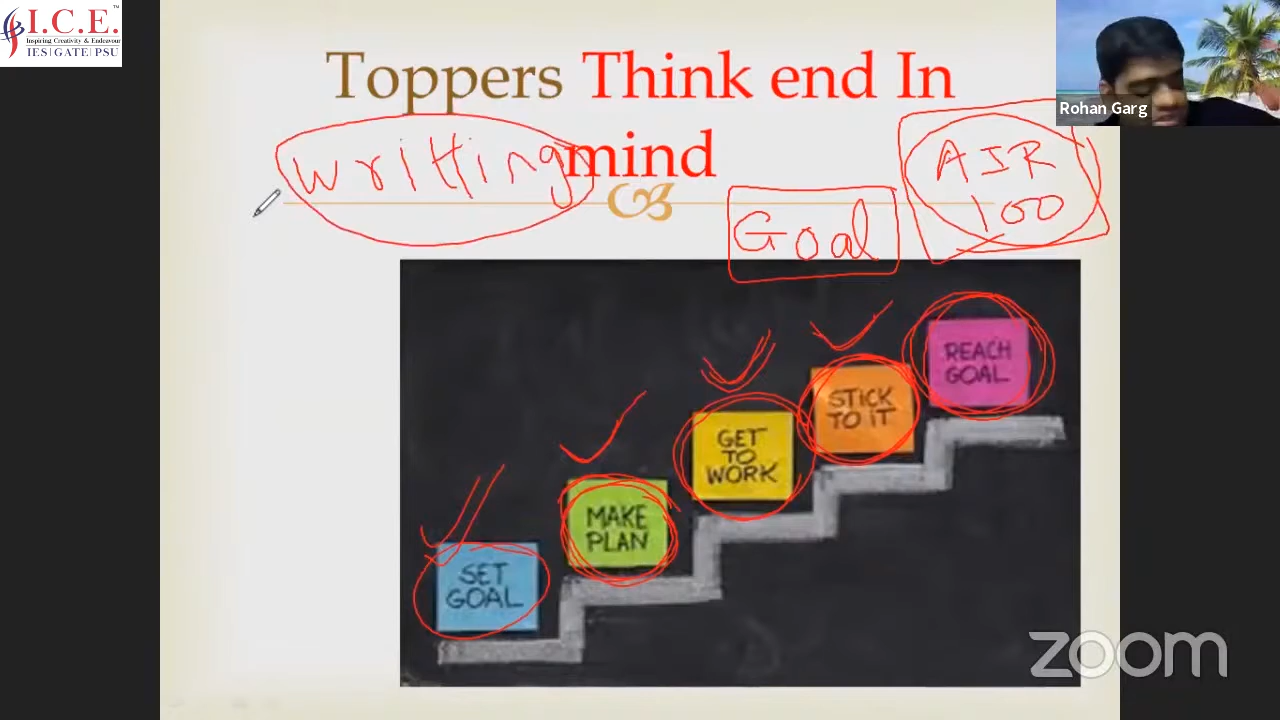 I.C.E.
TM
Inspiring Creativity & Endeavour
IES|GATE|PSU
Toppers Think end In
mind
Writting
AIR
100
Goal
Rohan Garg
REACH
GOAL
STICK
TO IT
GET
TO
WORK
MAKE
PLAN
SET
GOAL
zoom